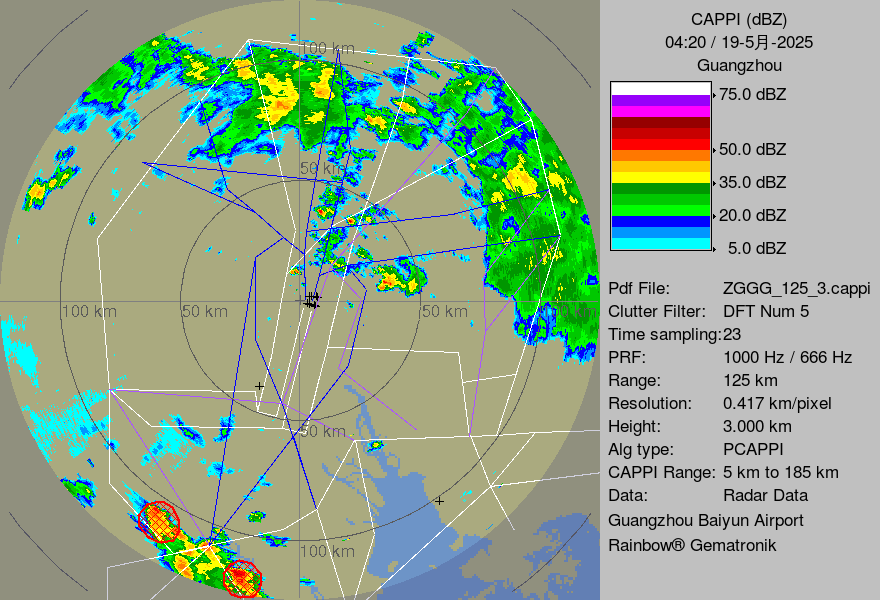 CAPPI (dBZ)
04:20 / 19-5月-2025
Guangzhou
75.0 dBZ
50.0 dBZ
35.0 dBZ
20.0 dBZ
5.0 dBZ
Pdf File: ZGGG_125_3.cappi
Clutter Filter: DFT Num 5
Time sampling:23
PRF: 1000 Hz / 666 Hz
Range: 125 km
Resolution: 0.417 km/pixel
Height: 3.000 km
Alg type: PCAPPI
CAPPI Range: 5 km to 185 km
Data: Radar Data
Guangzhou Baiyun Airport
Rainbow® Gematronik
100 km
50 km
100 km
50 km
50 km
50 km
100 km